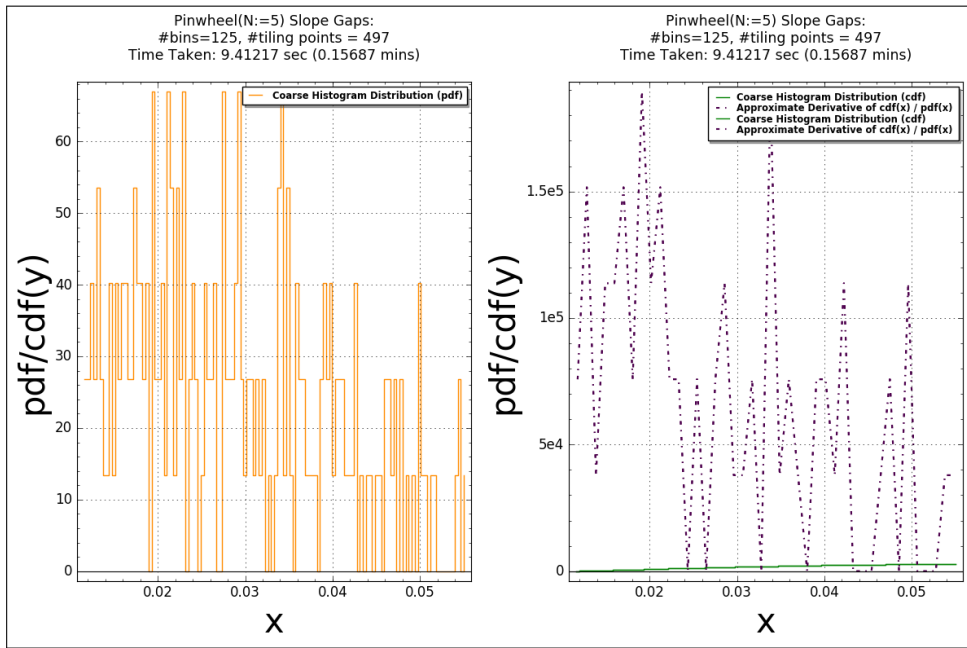 Pinwheel(N:=5) Slope Gaps:
#bins=125, #tiling points = 497
Time Taken: 9.41217 sec (0.15687 mins)
Coarse Histogram Distribution (pdf)
pdf/cdf(y)
60
50
40
30
20
10
0
0.02
0.03
0.04
0.05
x
Pinwheel(N:=5) Slope Gaps:
#bins=125, #tiling points = 497
Time Taken: 9.41217 sec (0.15687 mins)
Coarse Histogram Distribution (cdf)
Approximate Derivative of cdf(x) / pdf(x)
Coarse Histogram Distribution (cdf)
Approximate Derivative of cdf(x) / pdf(x)
pdf/cdf(y)
1.5e5
1e5
5e4
0
0.02
0.03
0.04
0.05
x